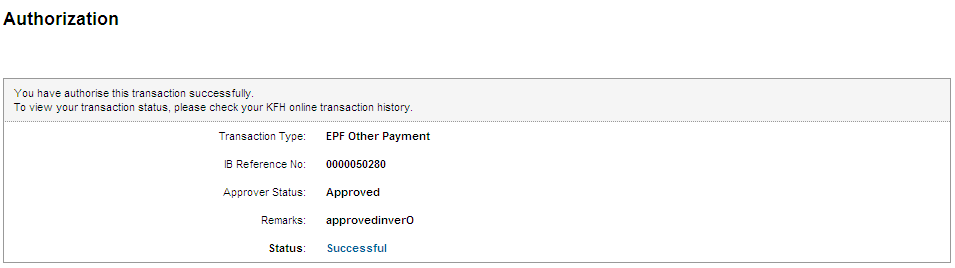 Authorization
You have authorise this transaction successfully.
To view your transaction status, please check your KFH online transaction history.
Transaction Type: EPF Other Payment
IB Reference No: 0000050280
Approver Status: Approved
Remarks: approvedinverO
Status: Successful